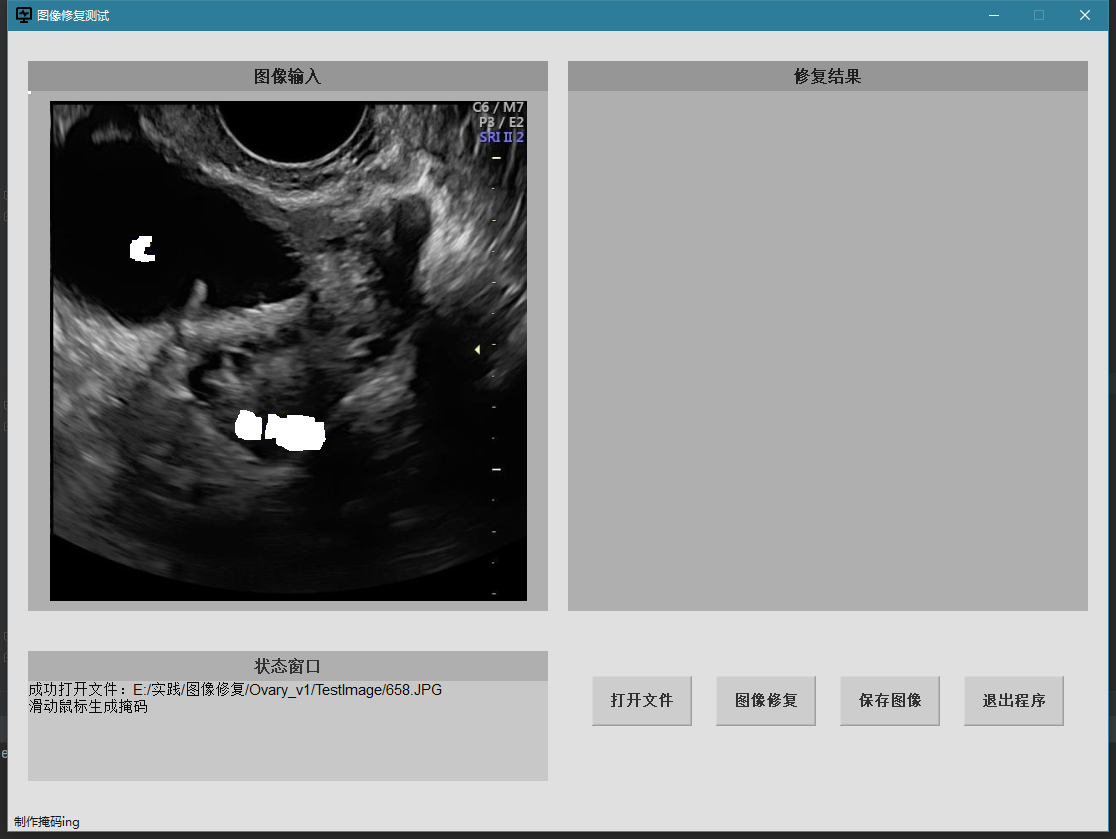 图像修复测试
图像输入
修复结果
C6 / M7
P3 / E2
SRI II 2
状态窗口
成功打开文件：E:/实践/图像修复/Ovary_v1/TestImage/658.JPG
滑动鼠标生成掩码
打开文件
图像修复
保存图像
退出程序
制作掩码ing